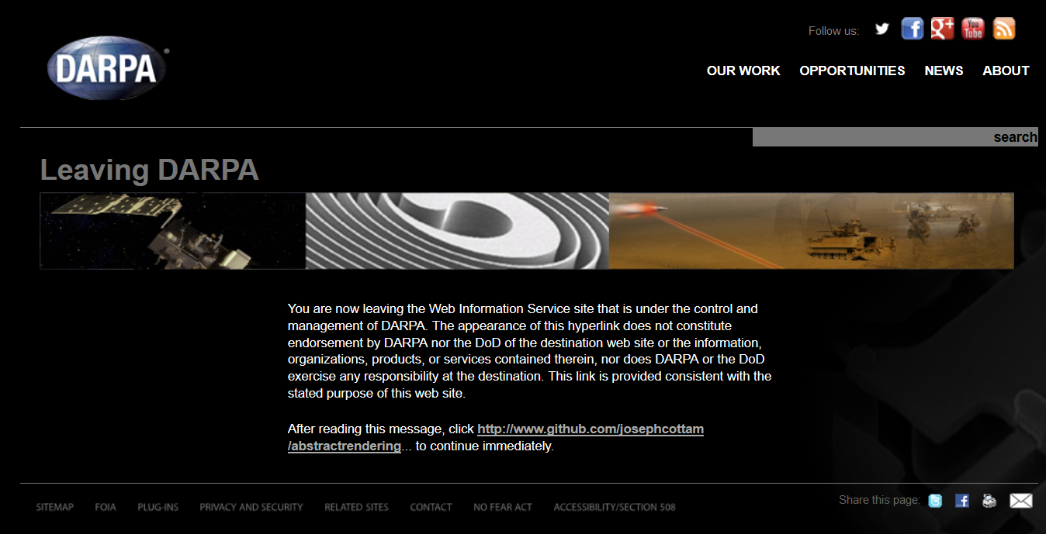 Follow us:
DARPA
OUR WORK OPPORTUNITIES NEWS ABOUT
search
Leaving DARPA
You are now leaving the Web Information Service site that is under the control and
management of DARPA. The appearance of this hyperlink does not constitute
endorsement by DARPA nor the DoD of the destination web site or the information,
organizations, products, or services contained therein, nor does DARPA or the DoD
exercise any responsibility at the destination. This link is provided consistent with the
stated purpose of this web site.
After reading this message, click http://www.github.com/josephcottam
/abstractrendering... to continue immediately.
Share this page:
SITEMAP FOIA PLUG-INS PRIVACY AND SECURITY RELATED SITES CONTACT NO FEAR ACT ACCESSIBILITY/SECTION 508